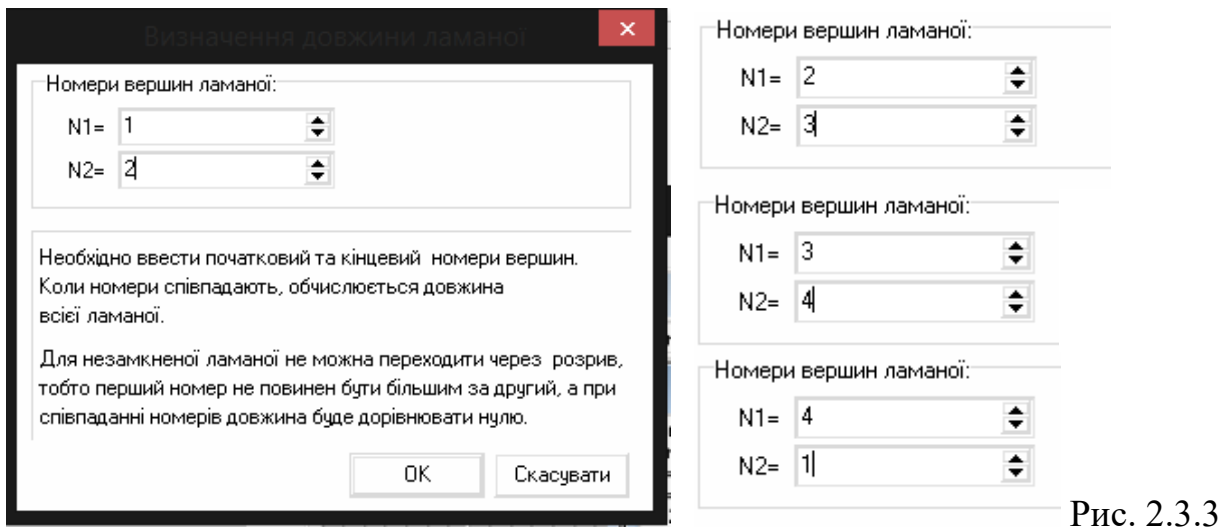 Визначення довжини ламаної
Номери вершин ламаної:
N1= 1
N2= 2
Необхідно ввести початковий та кінцевий номери вершин.
Коли номери співпадають, обчислюється довжина
всієї ламаної.
Для незамкненої ламаної не можна переходити через розрив,
тобто перший номер не повинен бути більшим за другий, а при
співпаданні номерів довжина буде дорівнювати нулю.
OK
Скасувати
Номери вершин ламаної:
N1= 2
N2= 3
Номери вершин ламаної:
N1= 3
N2= 4
Номери вершин ламаної:
N1= 4
N2= 1
Рис. 2.3.3